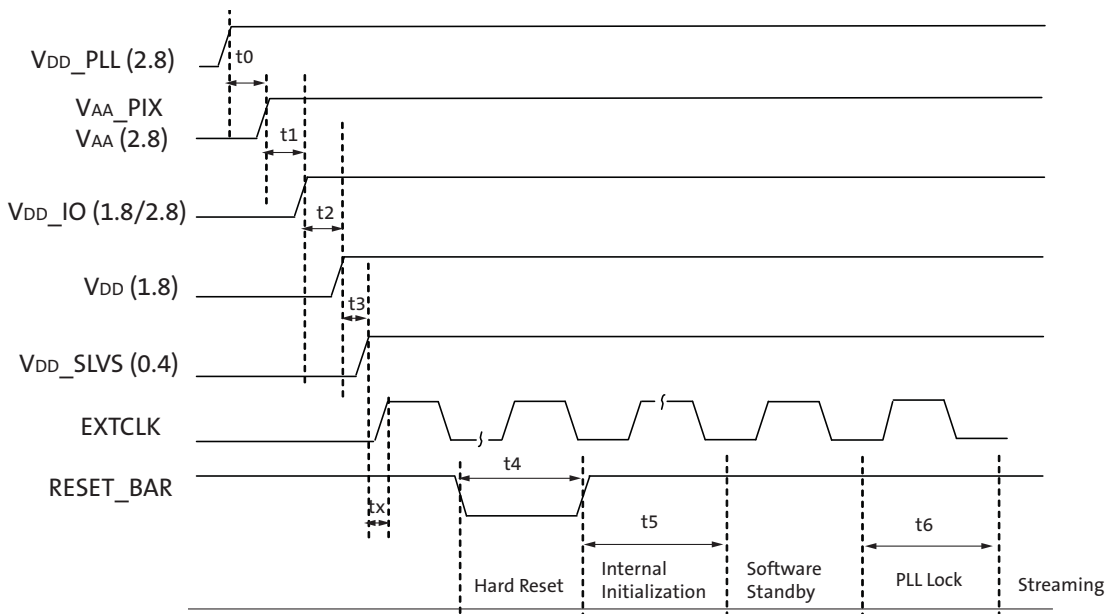 VDD_PLL (2.8)
t0
VAA_PIX
VAA (2.8)
t1
VDD_IO (1.8/2.8)
t2
VDD (1.8)
t3
VDD_SLVS (0.4)
EXTCLK
RESET_BAR
t4
tx
t5
t6
Hard Reset
Internal
Initialization
Software
Standby
PLL Lock
Streaming